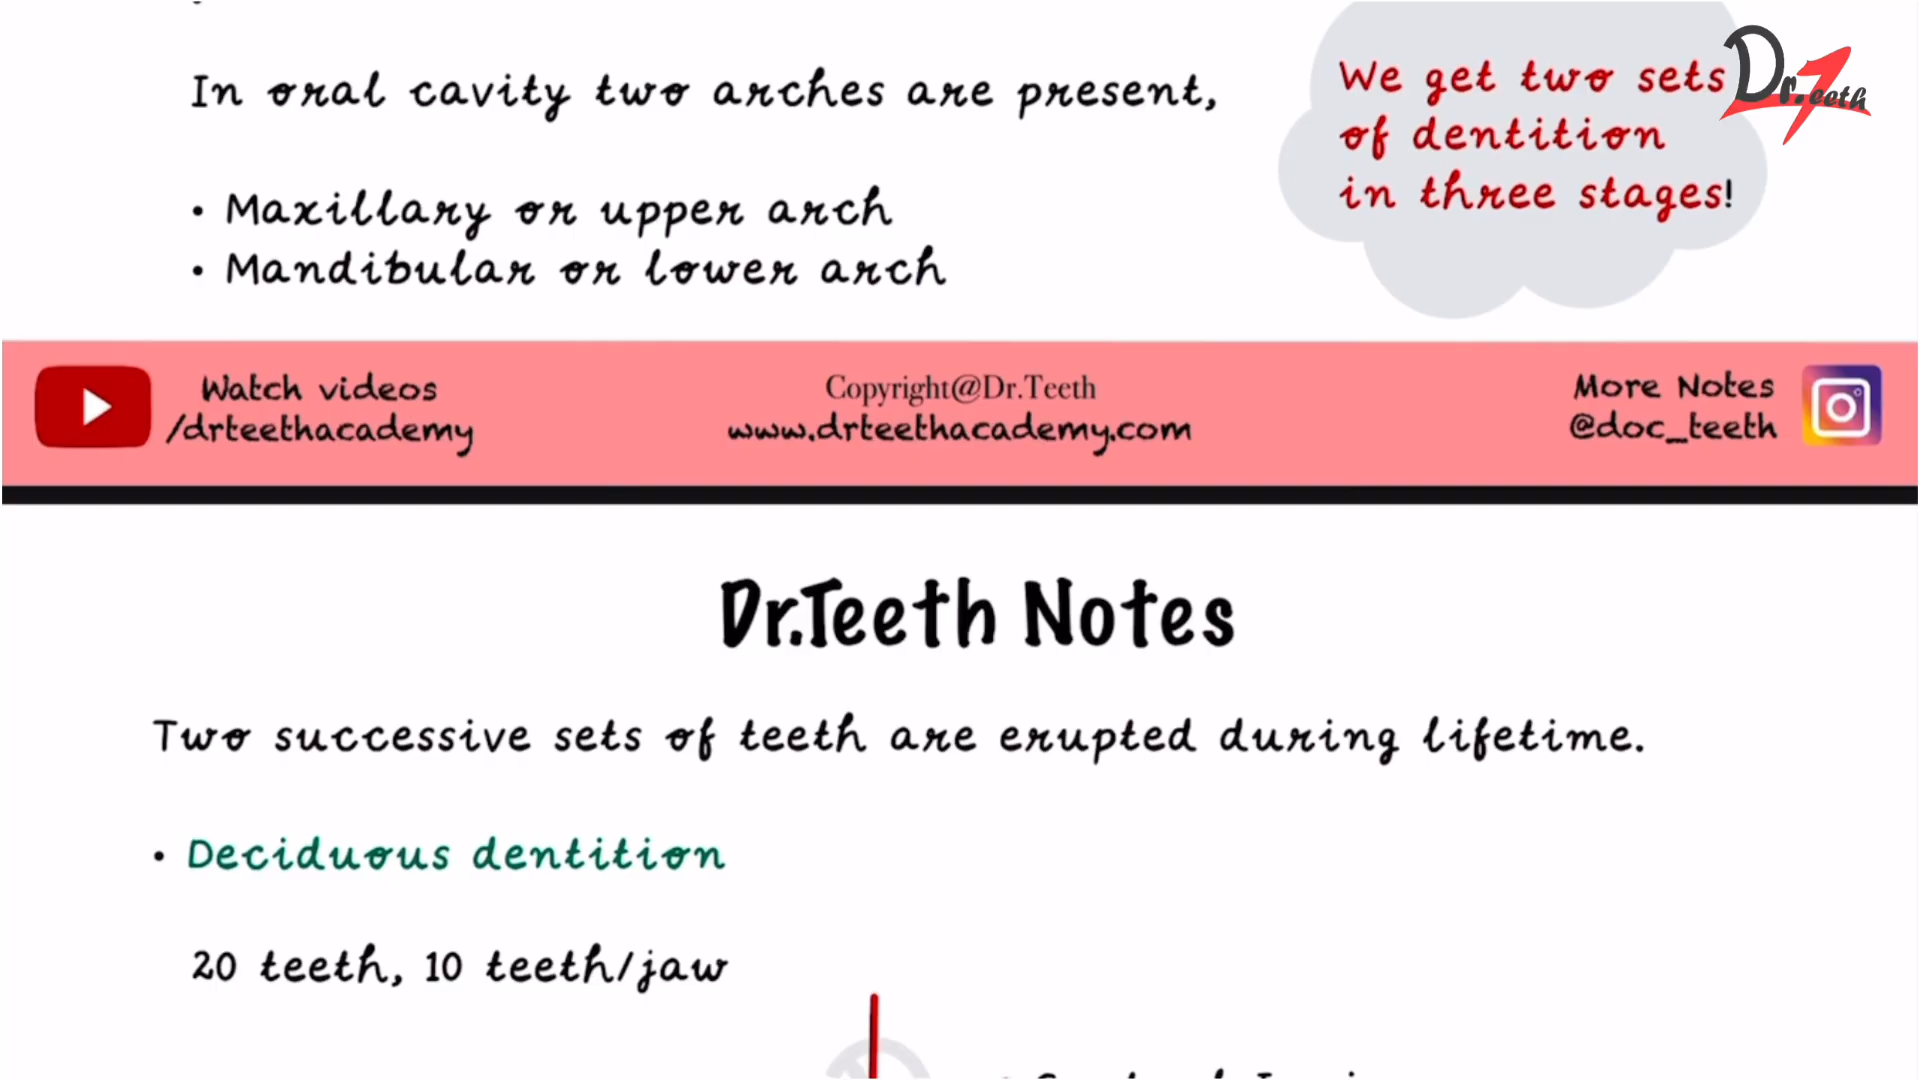 In oral cavity two arches are present,
• Maxillary or upper arch
• Mandibular or lower arch
We get two sets
of dentition
in three stages!
Dr.Teeth
Watch videos
/drteethacademy
Copyright@Dr.Teeth
www.drteethacademy.com
More Notes
@doc_teeth
Dr.Teeth Notes
Two successive sets of teeth are erupted during lifetime.
• Deciduous dentition
20 teeth, 10 teeth/jaw